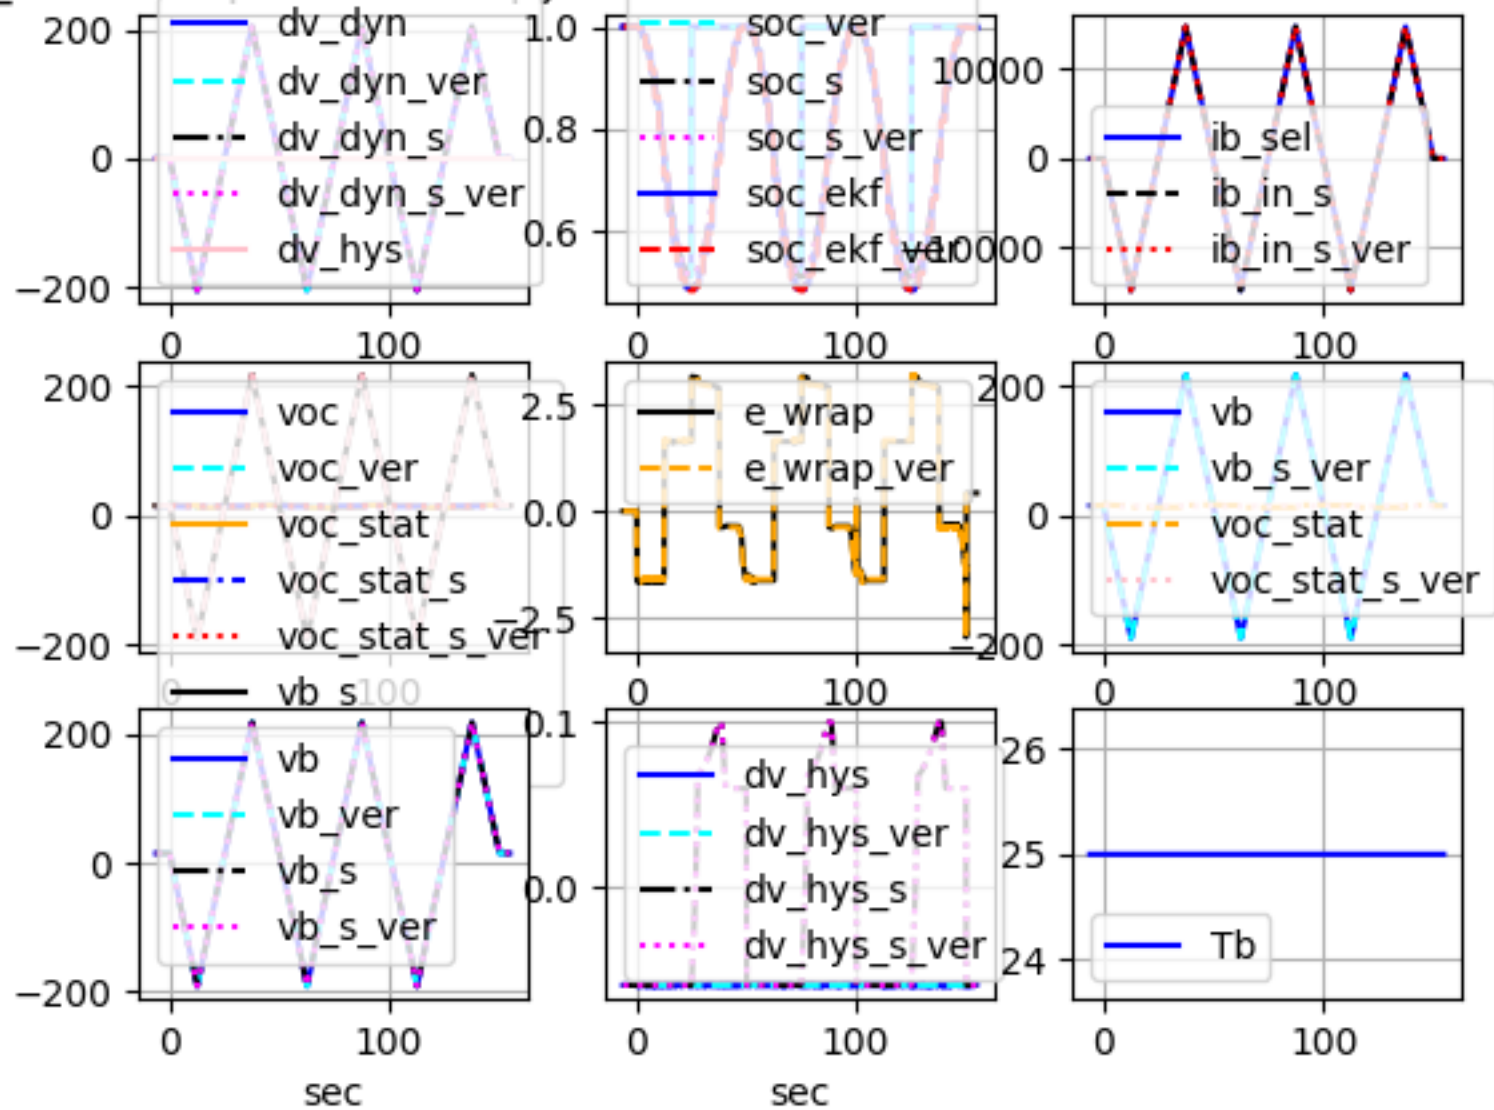 200
0
−200
0
100
dv_dyn
dv_dyn_ver
dv_dyn_s
dv_dyn_s_ver
dv_hys
1.0
0.8
0.6
0
100
soc_ver
soc_s
soc_s_ver
soc_ekf
soc_ekf_ver
10000
0
−10000
0
100
ib_sel
ib_in_s
ib_in_s_ver
200
0
−200
0
100
voc
voc_ver
voc_stat
voc_stat_s
voc_stat_s_ver
vb_s
2.5
0.0
−2.5
0
100
e_wrap
e_wrap_ver
200
0
−200
0
100
vb
vb_s_ver
voc_stat
voc_stat_s_ver
200
0
−200
0
100
sec
vb
vb_ver
vb_s
vb_s_ver
0.1
0.0
0
100
sec
dv_hys
dv_hys_ver
dv_hys_s
dv_hys_s_ver
26
25
24
0
100
Tb